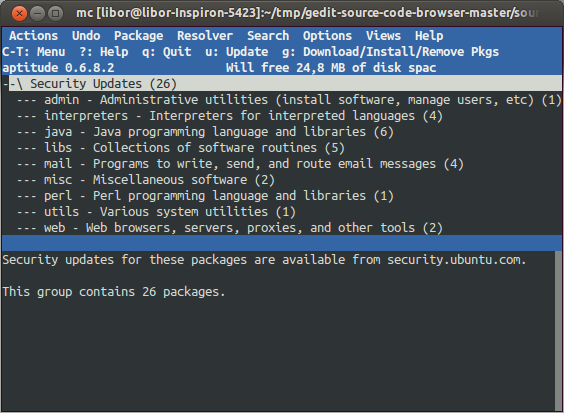 mc [libor@libor-Inspiron-5423]:~/tmp/gedit-source-code-browser-master/sour
Actions Undo Package Resolver Search Options Views Help
C-T: Menu ?: Help q: Quit u: Update g: Download/Install/Remove Pkgs
aptitude 0.6.8.2 Will free 24,8 MB of disk spac
--\ Security Updates (26)
--- admin - Administrative utilities (install software, manage users, etc) (1)
--- interpreters - Interpreters for interpreted languages (4)
--- java - Java programming language and libraries (6)
--- libs - Collections of software routines (5)
--- mail - Programs to write, send, and route email messages (4)
--- misc - Miscellaneous software (2)
--- perl - Perl programming language and libraries (1)
--- utils - Various system utilities (1)
--- web - Web browsers, servers, proxies, and other tools (2)
Security updates for these packages are available from security.ubuntu.com.
This group contains 26 packages.